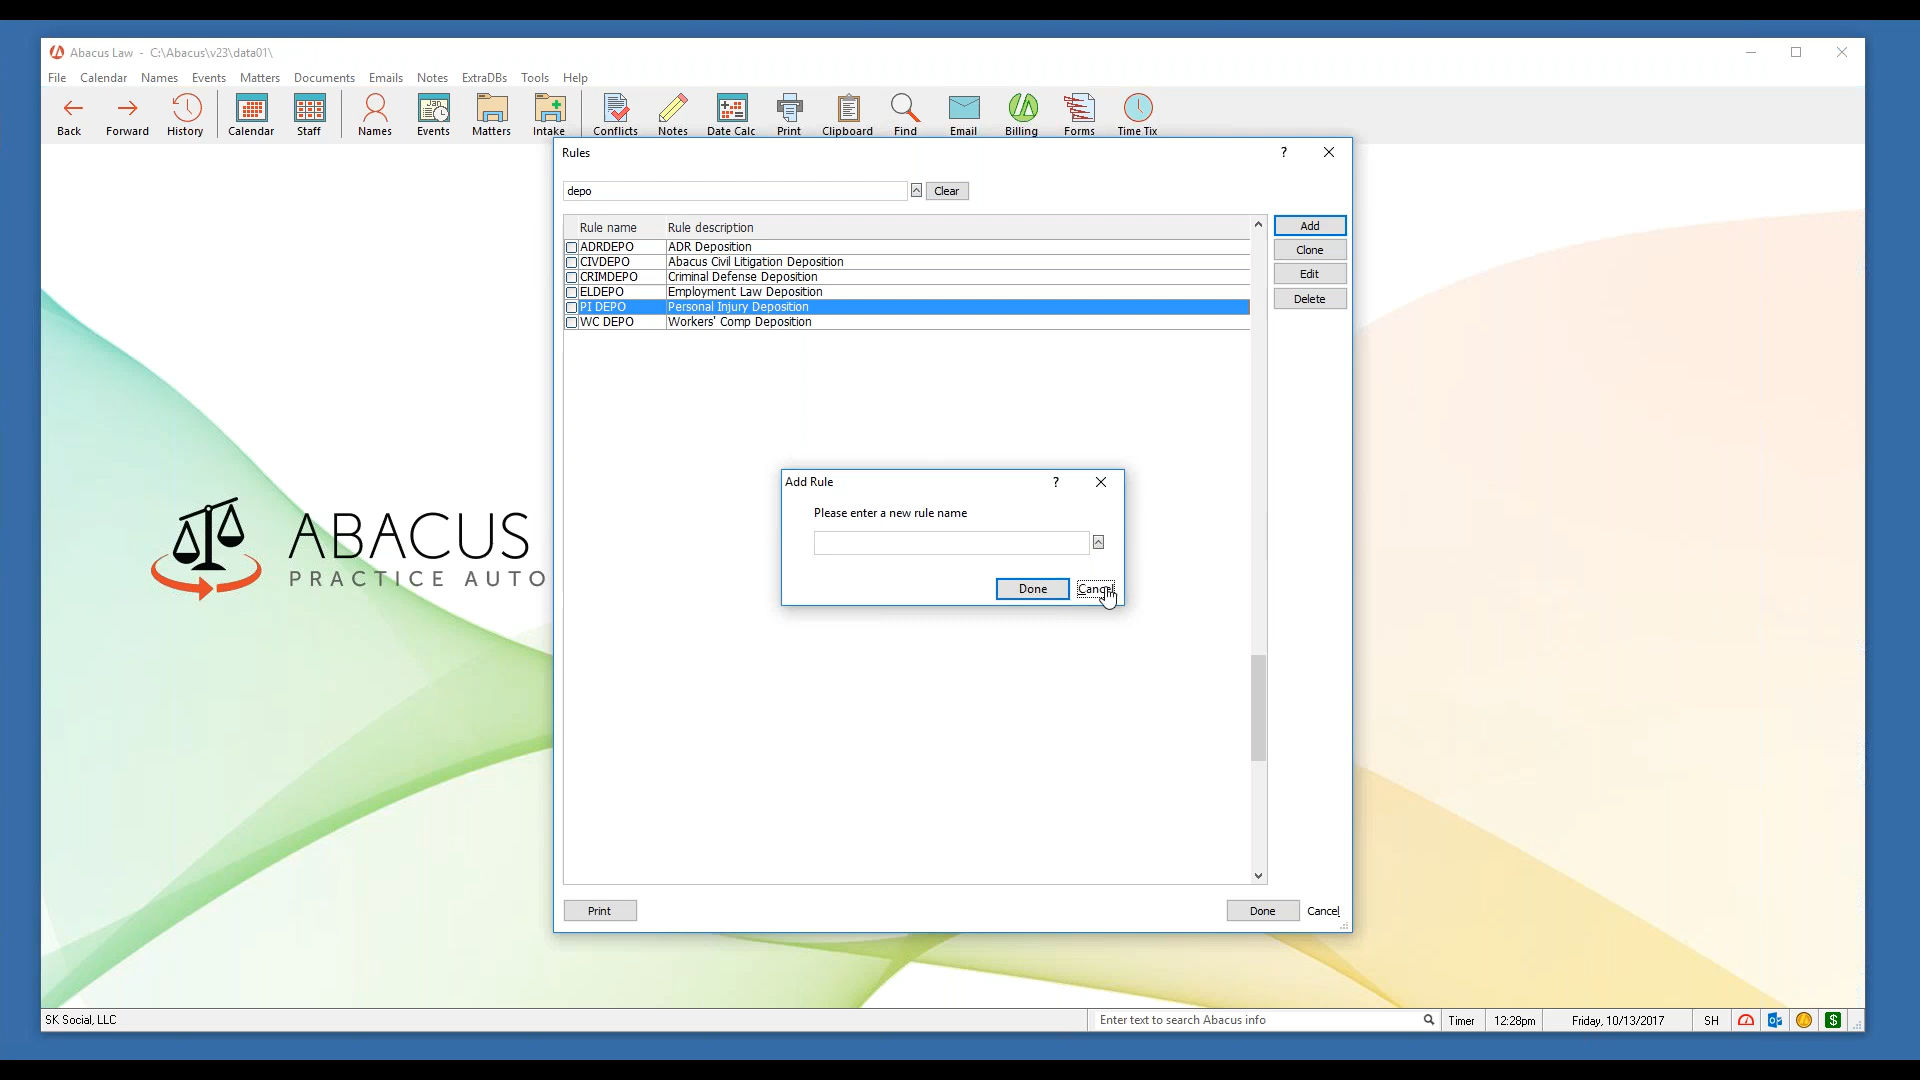 Abacus Law - C:\Abacus\v23\data01\
File Calendar Names Events Matters Documents Emails Notes ExtraDBs Tools Help
Back Forward History Calendar Staff Names Events Matters Intake Conflicts Notes Date Calc Print Clipboard Find Email Billing Forms Time Tix
Jan
Rules ?
depo Clear
Rule name Rule description
ADRDEPO ADR Deposition
CIVDEPO Abacus Civil Litigation Deposition
CRIMDEPO Criminal Defense Deposition
ELDEPO Employment Law Deposition
PI DEPO Personal Injury Deposition
WC DEPO Workers' Comp Deposition
Add
Clone
Edit
Delete
Add Rule ?
Please enter a new rule name
Done Cancel
ABACUS
PRACTICE AUTO
Print Done Cancel
SK Social, LLC Enter text to search Abacus info Timer 12:28pm Friday, 10/13/2017 SH